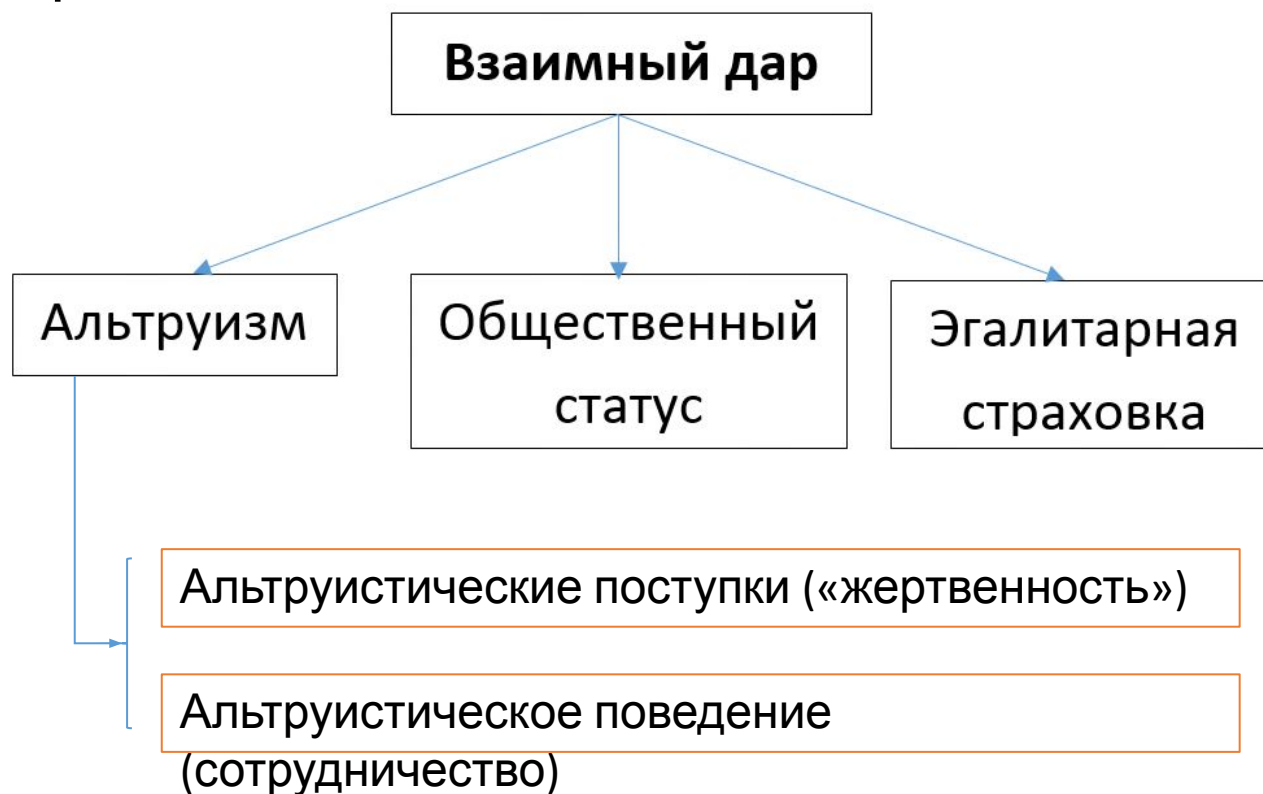 Взаимный дар
Альтруизм
Общественный
статус
Эгалитарная
страховка
Альтруистические поступки («жертвенность»)
Альтруистическое поведение
(сотрудничество)